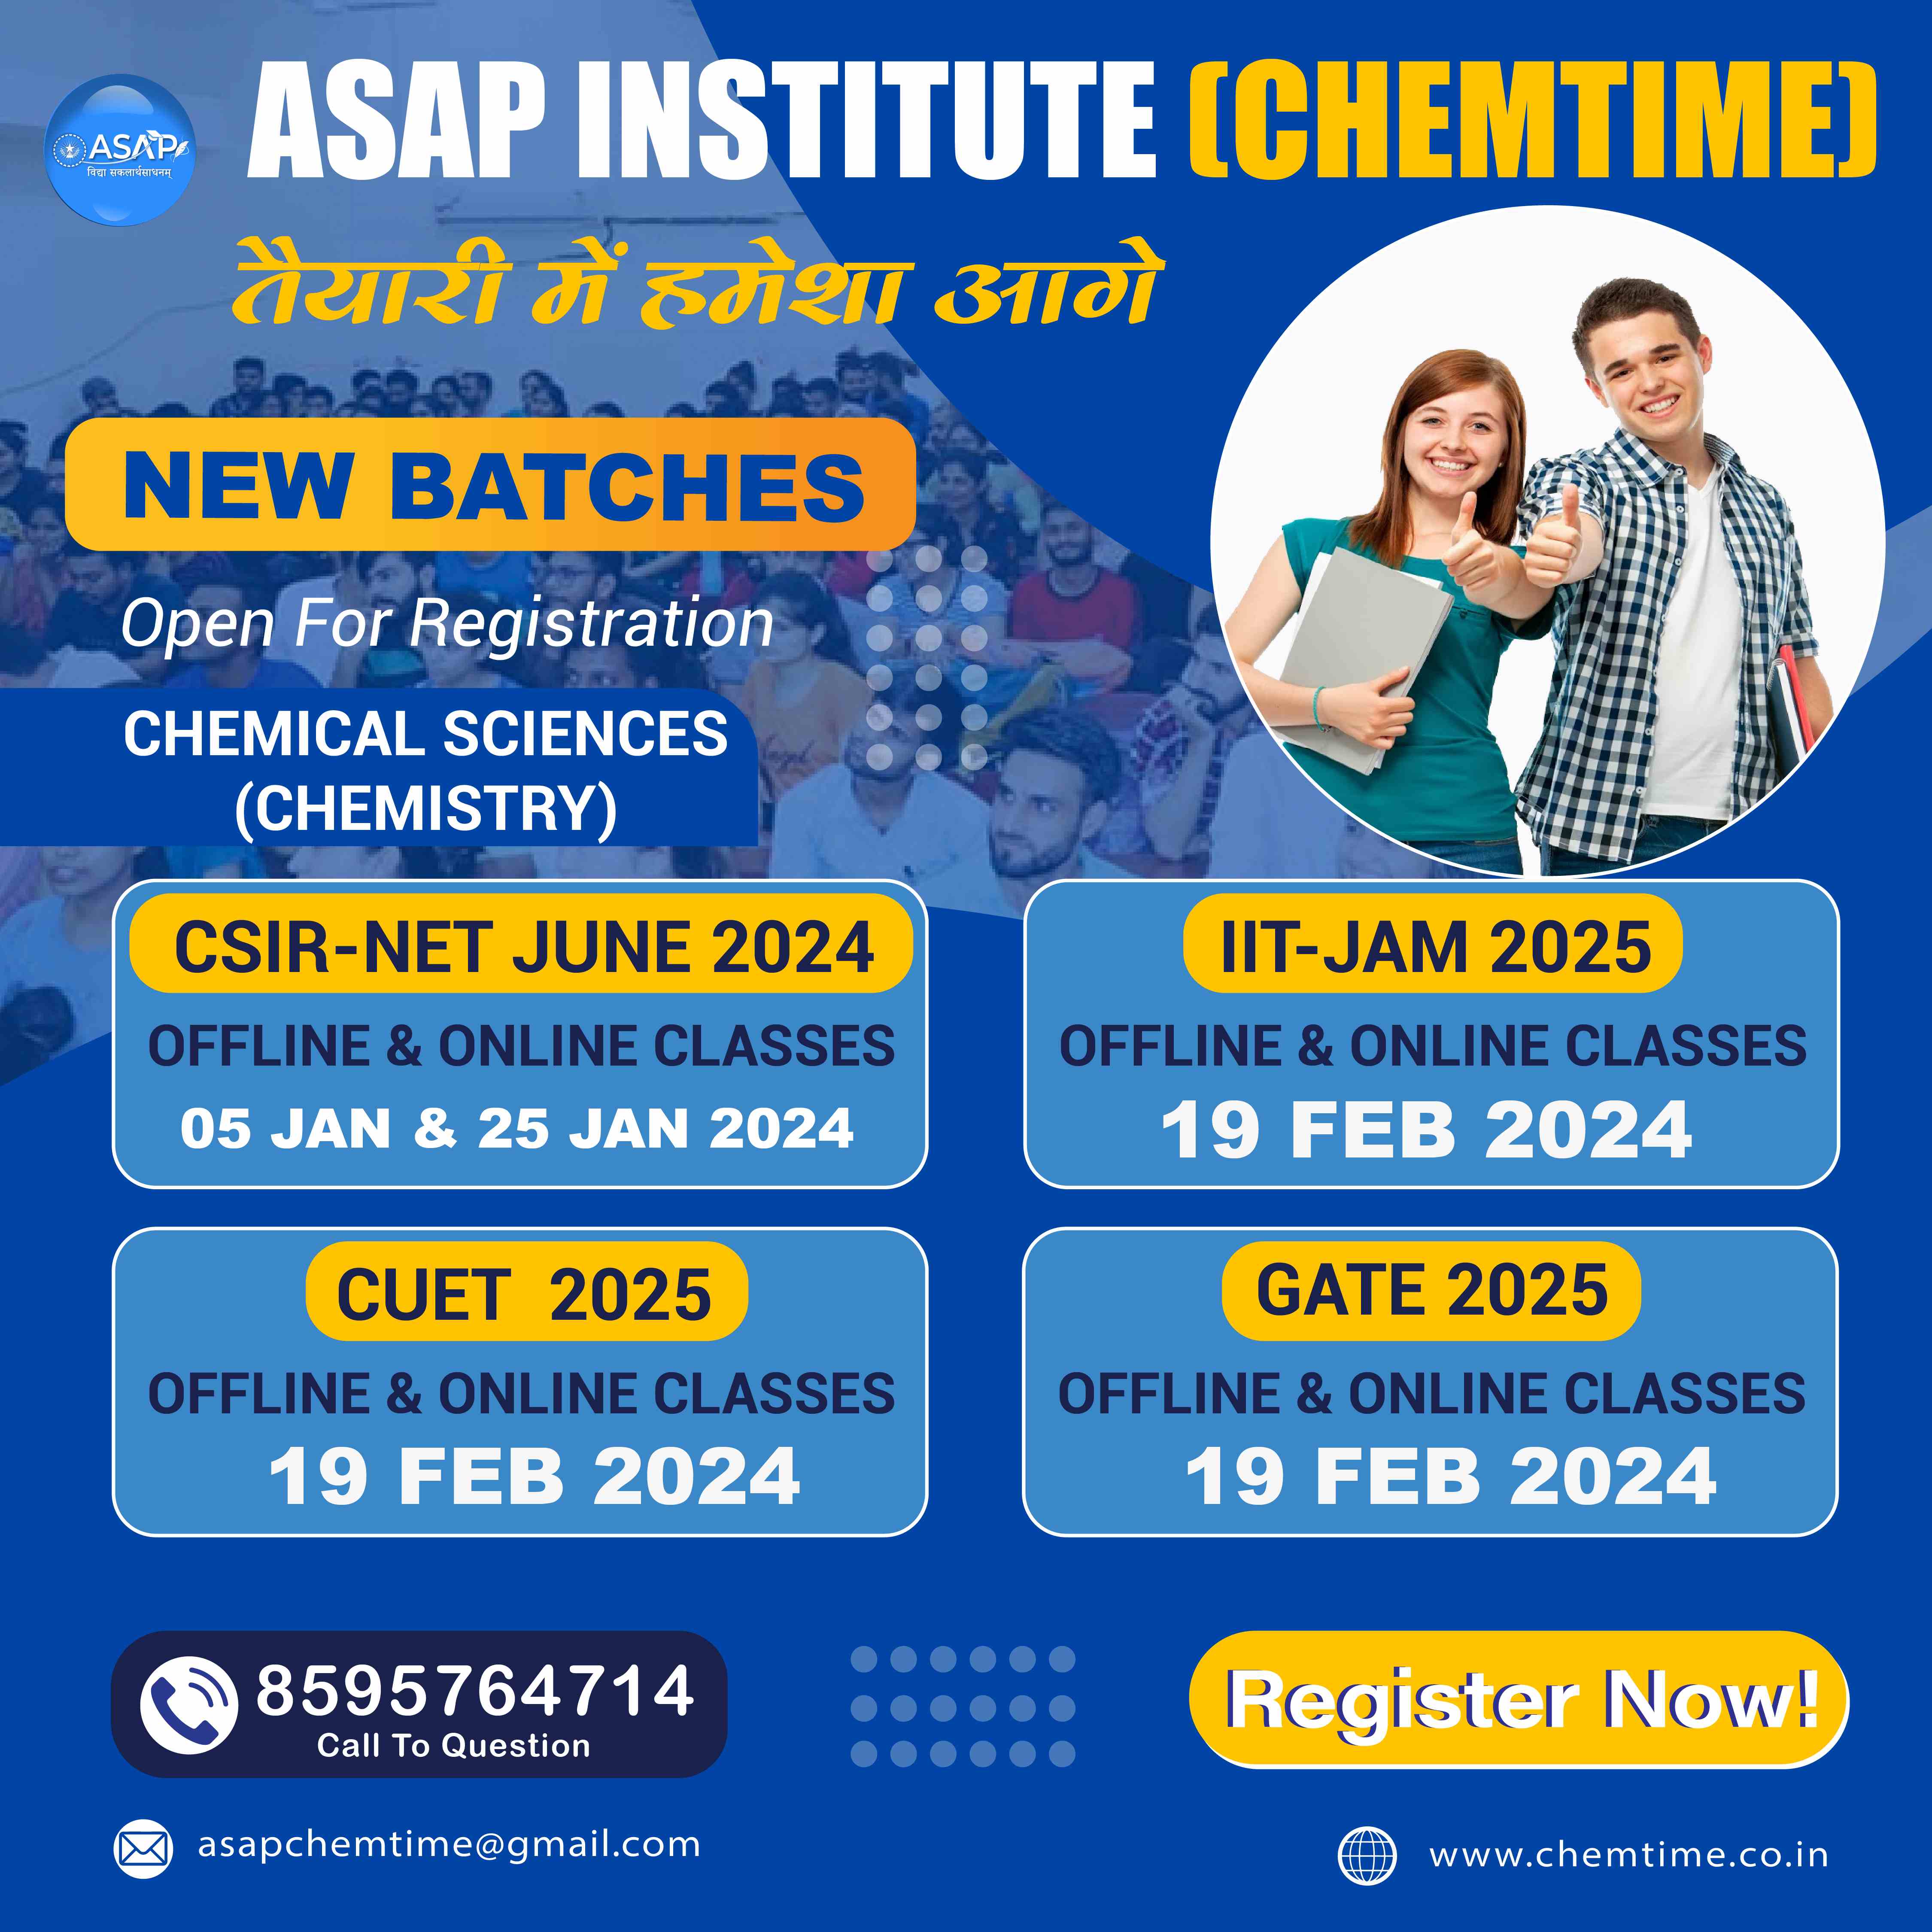 ASAP INSTITUTE (CHEMTIME)
ASAP
विद्या सकलार्थसाधनम्
तैयारी में हमेशा आगे
NEW BATCHES
Open For Registration
CHEMICAL SCIENCES
(CHEMISTRY)
CSIR-NET JUNE 2024
OFFLINE & ONLINE CLASSES
05 JAN & 25 JAN 2024
IIT-JAM 2025
OFFLINE & ONLINE CLASSES
19 FEB 2024
CUET 2025
OFFLINE & ONLINE CLASSES
19 FEB 2024
GATE 2025
OFFLINE & ONLINE CLASSES
19 FEB 2024
8595764714
Call To Question
Register Now!
asapchemtime@gmail.com
www.chemtime.co.in